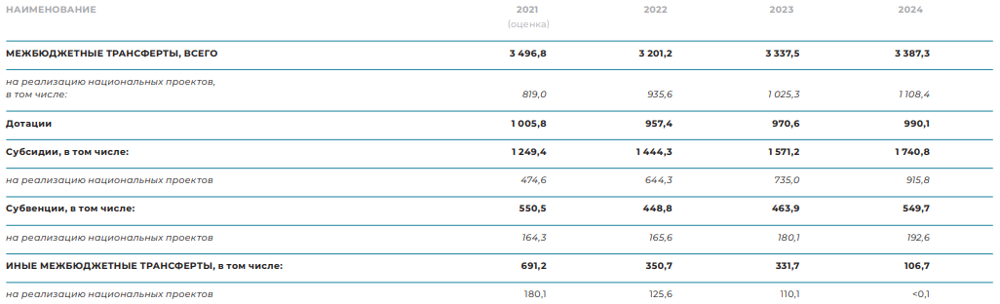 НАИМЕНОВАНИЕ 2021 2022 2023 2024
(оценка)
МЕЖБЮДЖЕТНЫЕ ТРАНСФЕРТЫ, ВСЕГО 3 496,8 3 201,2 3 337,5 3 387,3
на реализацию национальных проектов,
в том числе: 819,0 935,6 1 025,3 1 108,4
Дотации 1 005,8 957,4 970,6 990,1
Субсидии, в том числе: 1 249,4 1 444,3 1 571,2 1 740,8
на реализацию национальных проектов 474,6 644,3 735,0 915,8
Субвенции, в том числе: 550,5 448,8 463,9 549,7
на реализацию национальных проектов 164,3 165,6 180,1 192,6
ИНЫЕ МЕЖБЮДЖЕТНЫЕ ТРАНСФЕРТЫ, в том числе: 691,2 350,7 331,7 106,7
на реализацию национальных проектов 180,1 125,6 110,1 <0,1